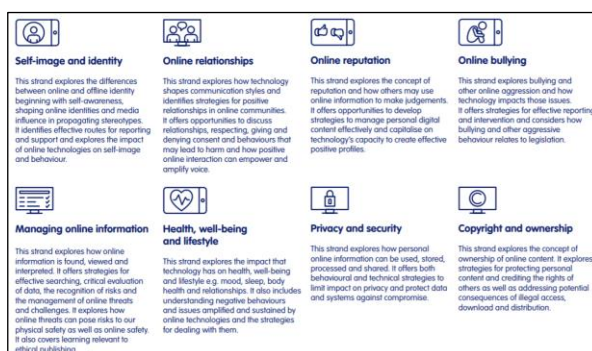 Self-image and identity
This strand explores the differences
between online and offline identity
beginning with self-awareness,
shaping online identities and media
influence in propagating stereotypes.
It identifies effective routes for reporting
and support and explores the impact
of online technologies on self-image
and behaviour.
Online relationships
This strand explores how technology
shapes communication styles and
identifies strategies for positive
relationships in online communities.
It offers opportunities to discuss
relationships, respecting, giving and
denying consent and behaviours that
may lead to harm and how positive
online interaction can empower and
amplify voice.
Online reputation
This strand explores the concept of
reputation and how others may use
online information to make judgements.
It offers opportunities to develop
strategies to manage personal digital
content effectively and capitalise on
technology's capacity to create effective
positive profiles.
Online bullying
This strand explores bullying and
other online aggression and how
technology impacts those issues.
It offers strategies for effective reporting
and intervention and considers how
bullying and other aggressive
behaviour relates to legislation.
Managing online information
This strand explores how online
information is found, viewed and
interpreted. It offers strategies for
effective searching, critical evaluation
of data, the recognition of risks and
the management of online threats
and challenges. It explores how
online threats can pose risks to our
physical safety as well as online safety.
It also covers learning relevant to
ethical publishing.
Health, well-being
and lifestyle
This strand explores the impact that
technology has on health, well-being
and lifestyle e.g. mood, sleep, body
health and relationships. It also includes
understanding negative behaviours
and issues amplified and sustained by
online technologies and the strategies
for dealing with them.
Privacy and security
This strand explores how personal
online information can be used, stored,
processed and shared. It offers both
behavioural and technical strategies to
limit impact on privacy and protect data
and systems against compromise.
Copyright and ownership
This strand explores the concept of
ownership of online content. It explores
strategies for protecting personal
content and crediting the rights of
others as well as addressing potential
consequences of illegal access,
download and distribution.